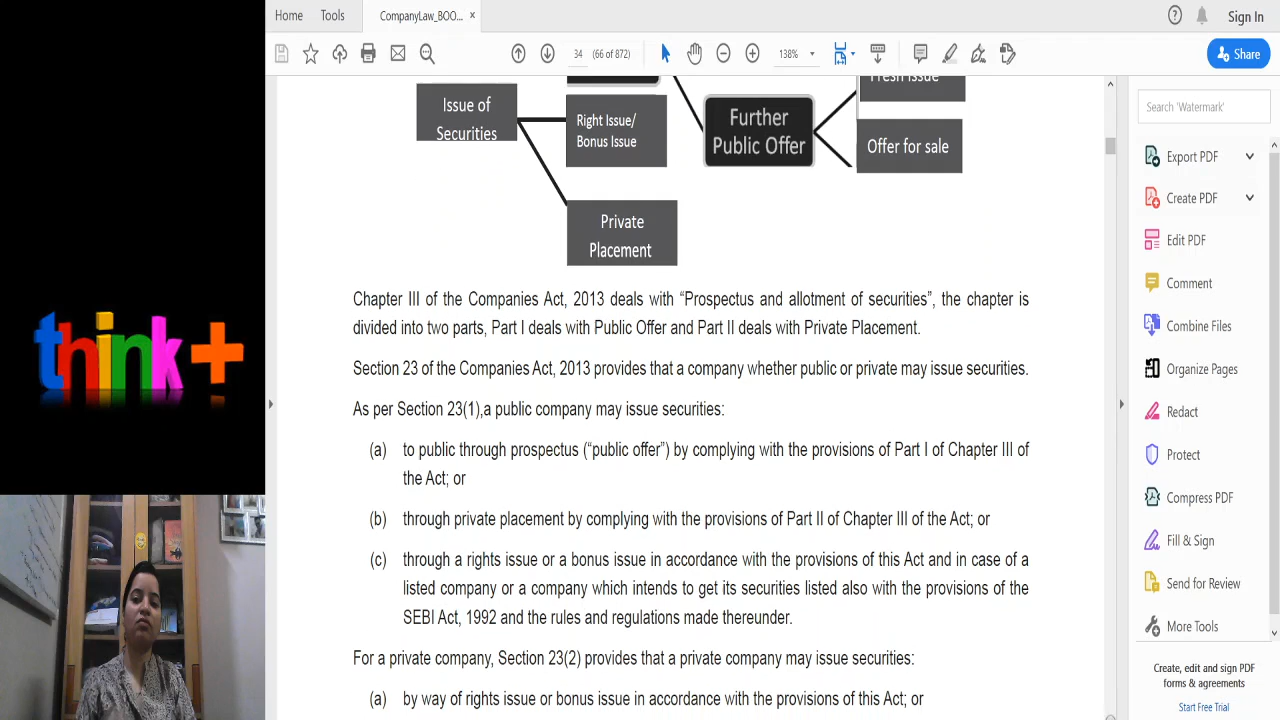 Home Tools CompanyLaw_BOO... × Sign In
34 (66 of 872) 138% Share
Fresh Issue
Issue of
Securities
Right Issue/
Bonus Issue
Further
Public Offer
Offer for sale
Private
Placement
Chapter III of the Companies Act, 2013 deals with “Prospectus and allotment of securities”, the chapter is
divided into two parts, Part I deals with Public Offer and Part II deals with Private Placement.
Section 23 of the Companies Act, 2013 provides that a company whether public or private may issue securities.
As per Section 23(1),a public company may issue securities:
(a) to public through prospectus (“public offer”) by complying with the provisions of Part I of Chapter III of
the Act; or
(b) through private placement by complying with the provisions of Part II of Chapter III of the Act; or
(c) through a rights issue or a bonus issue in accordance with the provisions of this Act and in case of a
listed company or a company which intends to get its securities listed also with the provisions of the
SEBI Act, 1992 and the rules and regulations made thereunder.
For a private company, Section 23(2) provides that a private company may issue securities:
(a) by way of rights issue or bonus issue in accordance with the provisions of this Act; or
Search 'Watermark'
Export PDF
Create PDF
Edit PDF
Comment
Combine Files
Organize Pages
Redact
Protect
Compress PDF
Fill & Sign
Send for Review
More Tools
Create, edit and sign PDF
forms & agreements
Start Free Trial
think+